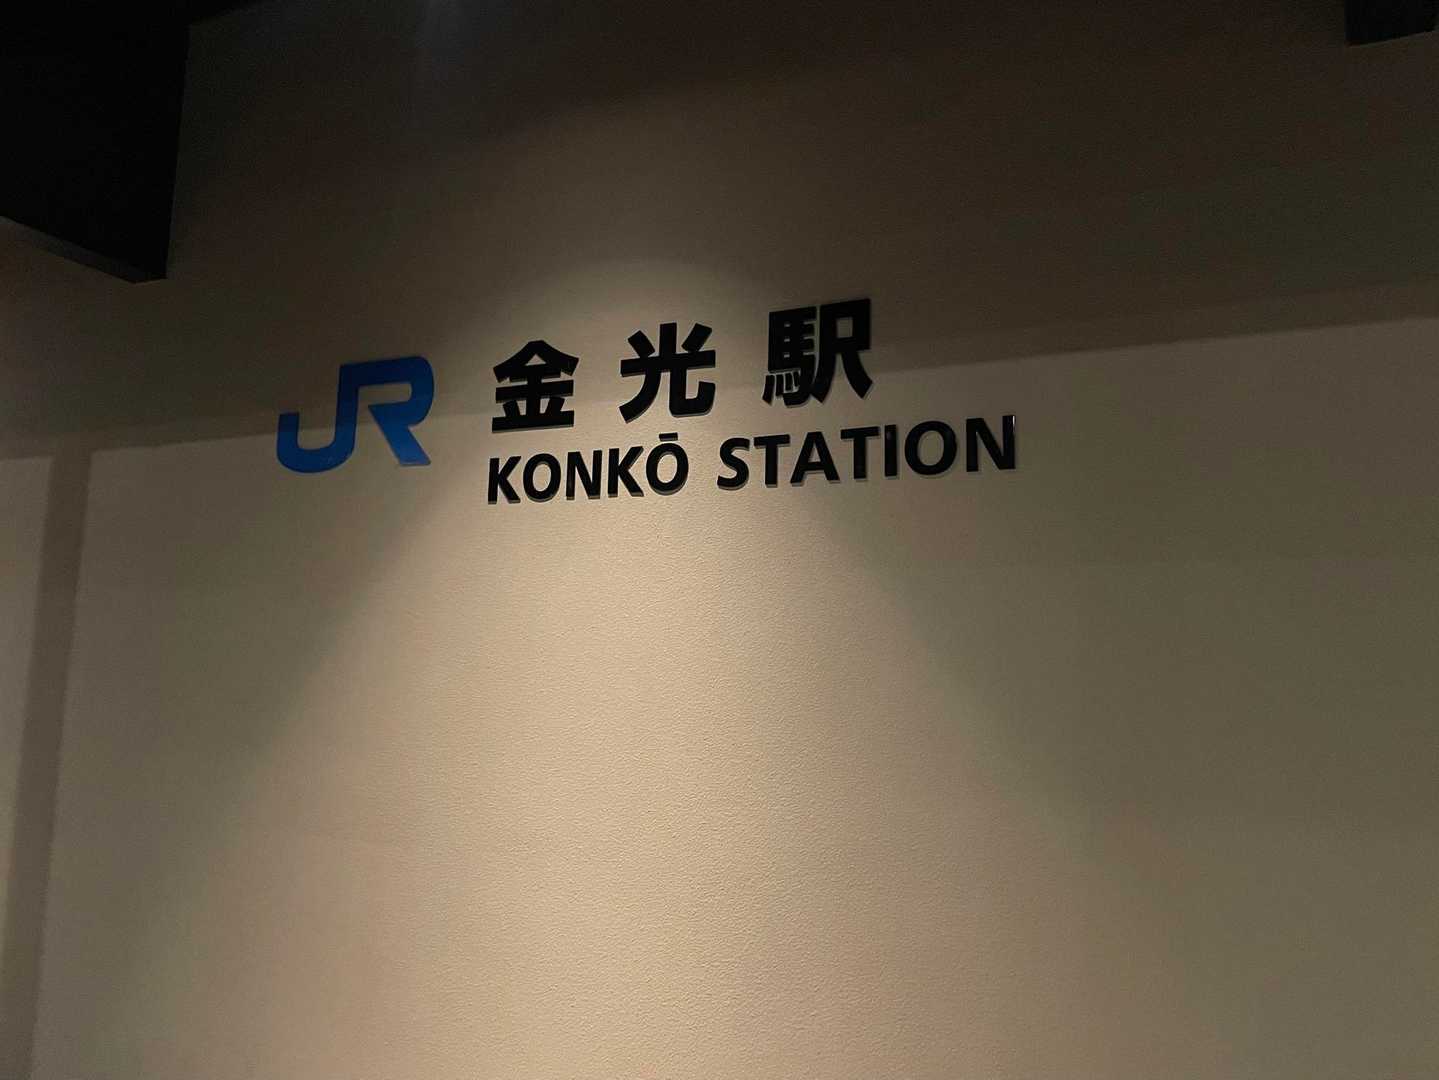 JR 金光駅
KONKŌ STATION